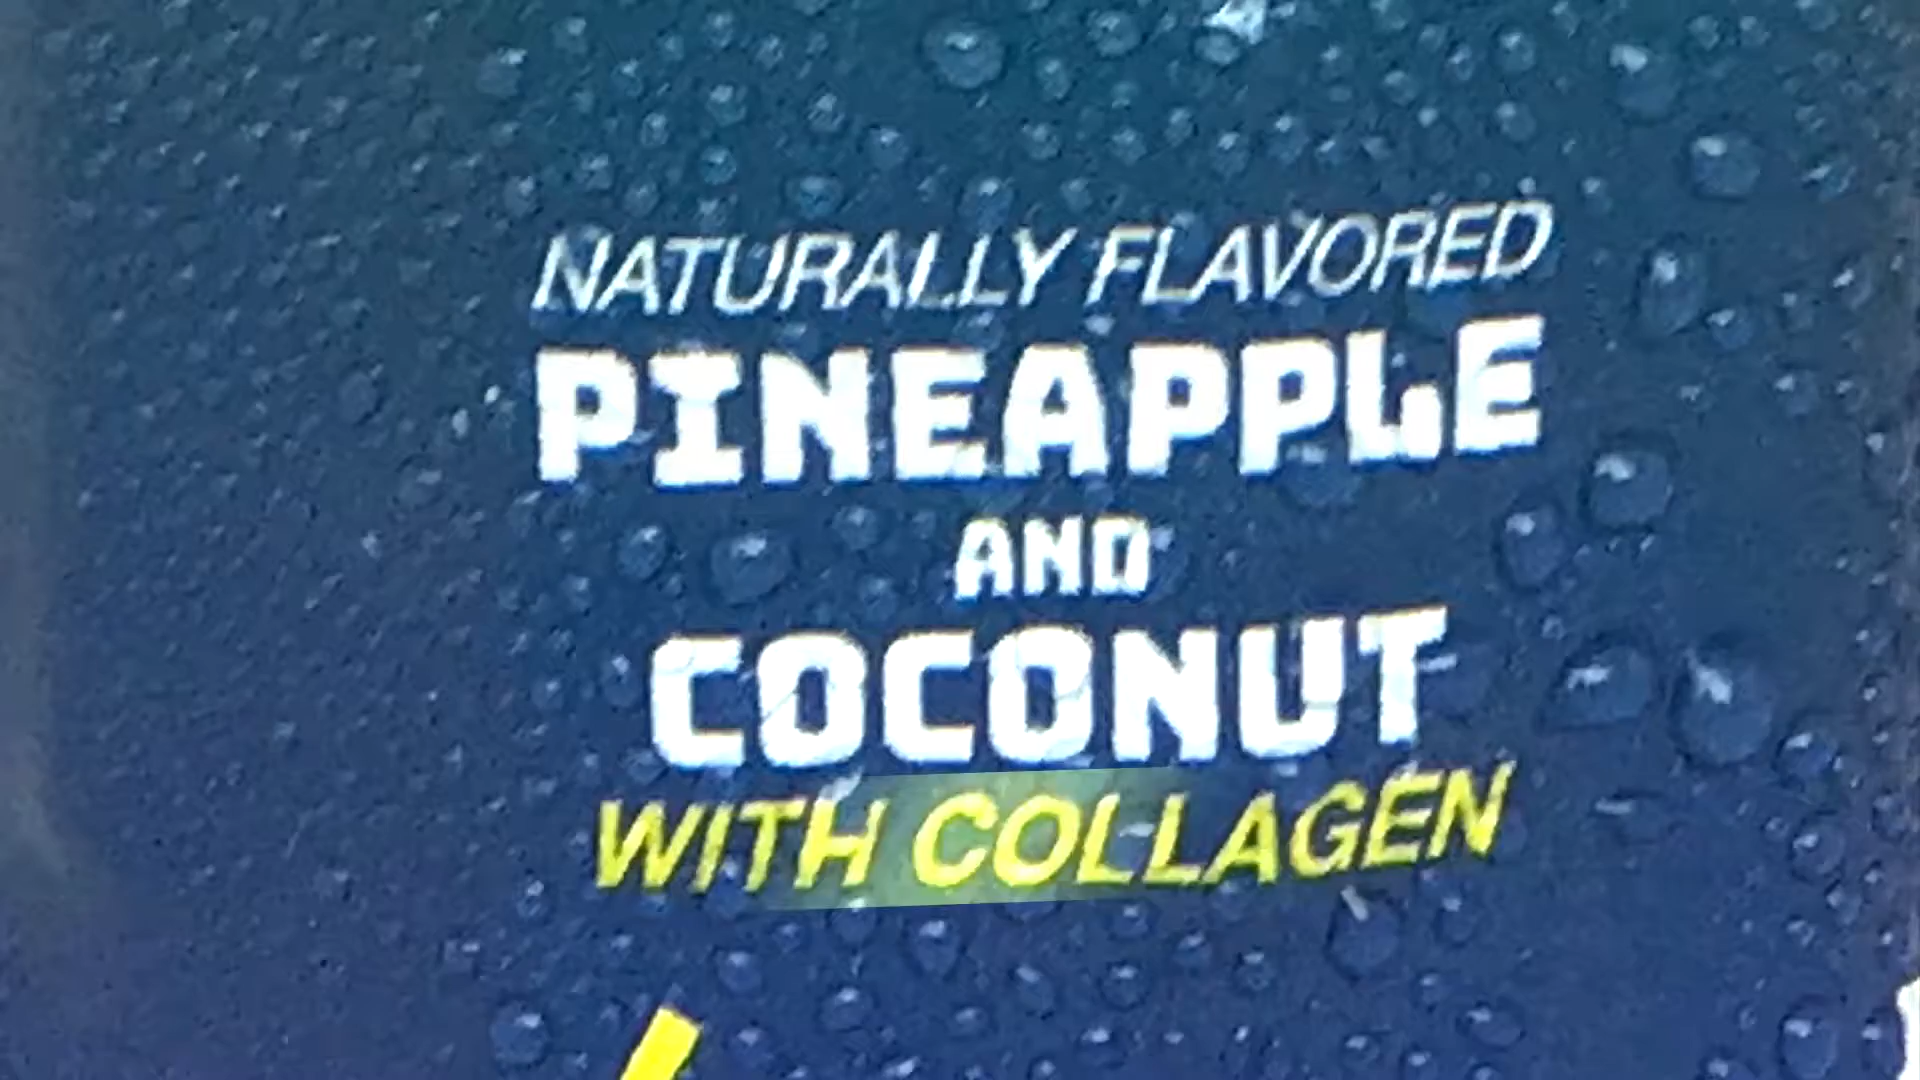 NATURALLY FLAVORED
PINEAPPLE
AND
COCONUT
WITH COLLAGEN